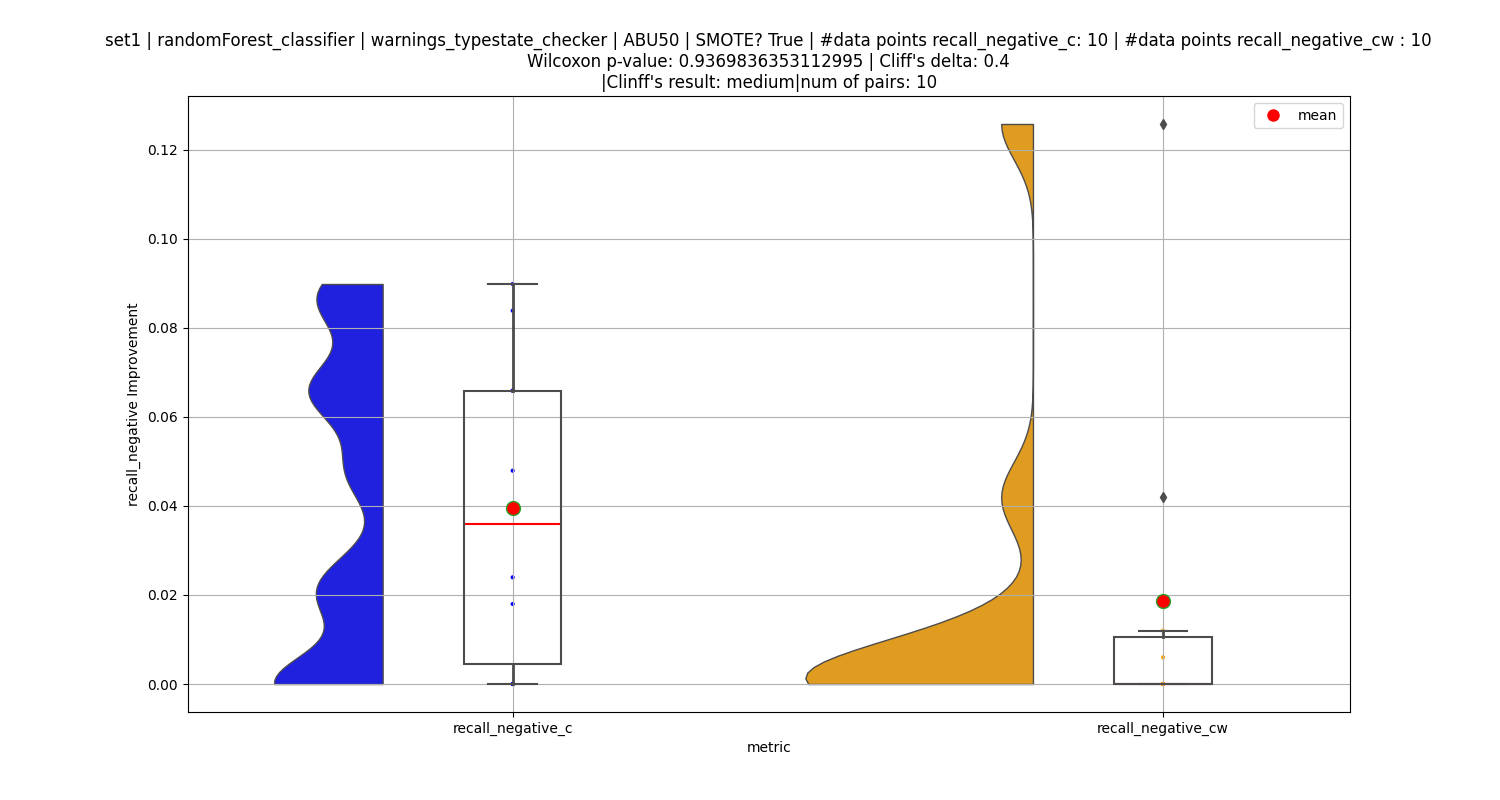 set1 | randomForest_classifier | warnings_typestate_checker | ABU50 | SMOTE? True | #data points recall_negative_c: 10 | #data points recall_negative_cw : 10
Wilcoxon p-value: 0.9369836353112995 | Cliff's delta: 0.4
|Clinff's result: medium|num of pairs: 10
mean
0.12
0.10
0.08
0.06
0.04
0.02
0.00
recall_negative Improvement
recall_negative_c
recall_negative_cw
metric